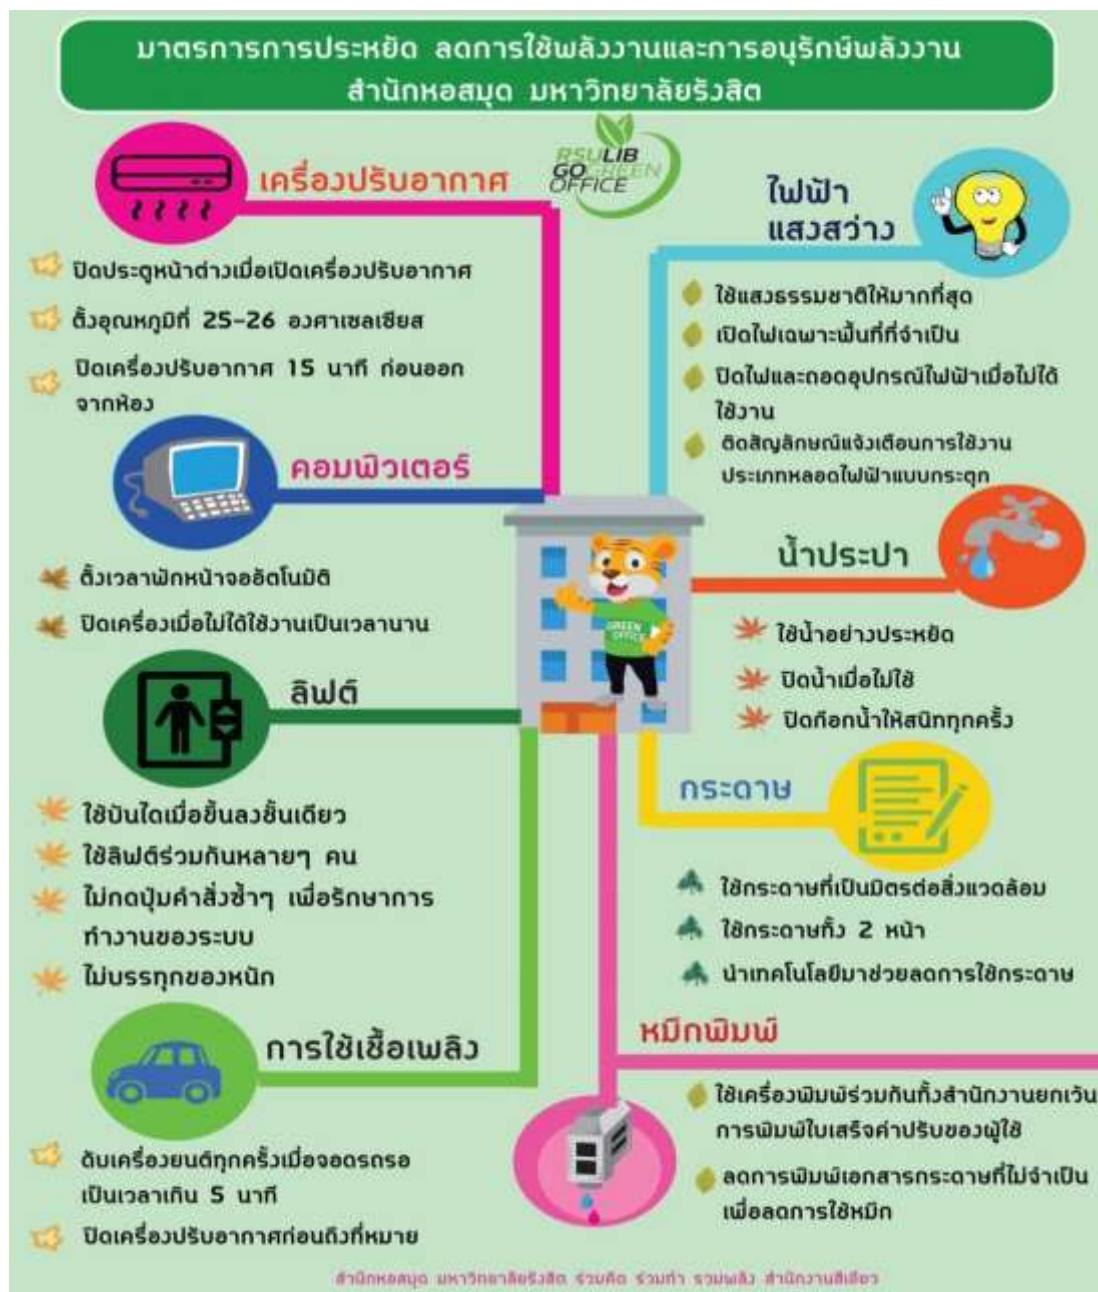 มาตรการการประหยัด ลดการใช้พลังงานและการอนุรักษ์พลังงาน
สำนักหอสมุด มหาวิทยาลัยรังสิต
RSULIB
GOGREEN
OFFICE
เครื่องปรับอากาศ
ปิดประตูหน้าต่างเมื่อเปิดเครื่องปรับอากาศ
ตั้งอุณหภูมิที่ 25-26 องศาเซลเซียส
ปิดเครื่องปรับอากาศ 15 นาที ก่อนออก
จากห้อง
คอมพิวเตอร์
ตั้งเวลาพักหน้าจออัตโนมัติ
ปิดเครื่องเมื่อไม่ได้ใช้งานเป็นเวลานาน
ลิฟต์
ใช้บันไดเมื่อขึ้นลงชั้นเดียว
ใช้ลิฟต์ร่วมกันหลายๆ คน
ไม่กดปุ่มคำสั่งซ้ำๆ เพื่อรักษาการ
ทำงานของระบบ
ไม่บรรทุกของหนัก
การใช้เชื้อเพลิง
ดับเครื่องยนต์ทุกครั้งเมื่อจอดรถรอ
เป็นเวลาเกิน 5 นาที
ปิดเครื่องปรับอากาศก่อนถึงที่หมาย
ไฟฟ้า
แสงสว่าง
ใช้แสงธรรมชาติให้มากที่สุด
เปิดไฟเฉพาะพื้นที่ที่จำเป็น
ปิดไฟและถอดอุปกรณ์ไฟฟ้าเมื่อไม่ได้
ใช้งาน
ติดสัญลักษณ์แจ้งเตือนการใช้งาน
ประเภทหลอดไฟฟ้าแบบกระตุก
GREEN
OFFICE
น้ำประปา
ใช้น้ำอย่างประหยัด
ปิดน้ำเมื่อไม่ใช้
ปิดก๊อกน้ำให้สนิททุกครั้ง
กระดาษ
ใช้กระดาษที่เป็นมิตรต่อสิ่งแวดล้อม
ใช้กระดาษทั้ง 2 หน้า
นำเทคโนโลยีมาช่วยลดการใช้กระดาษ
หมึกพิมพ์
ใช้เครื่องพิมพ์ร่วมกันทั้งสำนักงานยกเว้น
การพิมพ์ใบเสร็จค่าปรับของผู้ใช้
ลดการพิมพ์เอกสารกระดาษที่ไม่จำเป็น
เพื่อลดการใช้หมึก
สำนักหอสมุด มหาวิทยาลัยรังสิต ร่วมคิด ร่วมทำ รวมพลัง สำนักงานสีเขียว